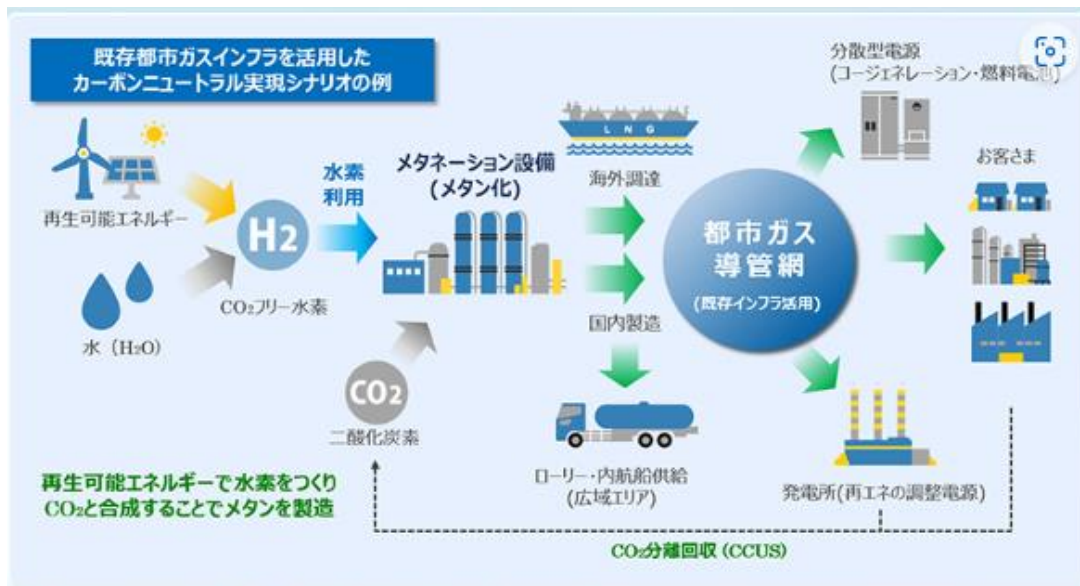 既存都市ガスインフラを活用した
カーボンニュートラル実現シナリオの例
再生可能エネルギー
水（H₂O）
H2
CO₂フリー水素
水素
利用
メタネーション設備
(メタン化)
CO2
二酸化炭素
LNG
海外調達
国内製造
ローリー・内航船供給
(広域エリア)
都市ガス
導管網
(既存インフラ活用)
分散型電源
(コージェネレーション・燃料電池)
お客さま
発電所(再エネの調整電源)
再生可能エネルギーで水素をつくり
CO₂と合成することでメタンを製造
CO₂分離回収(CCUS)